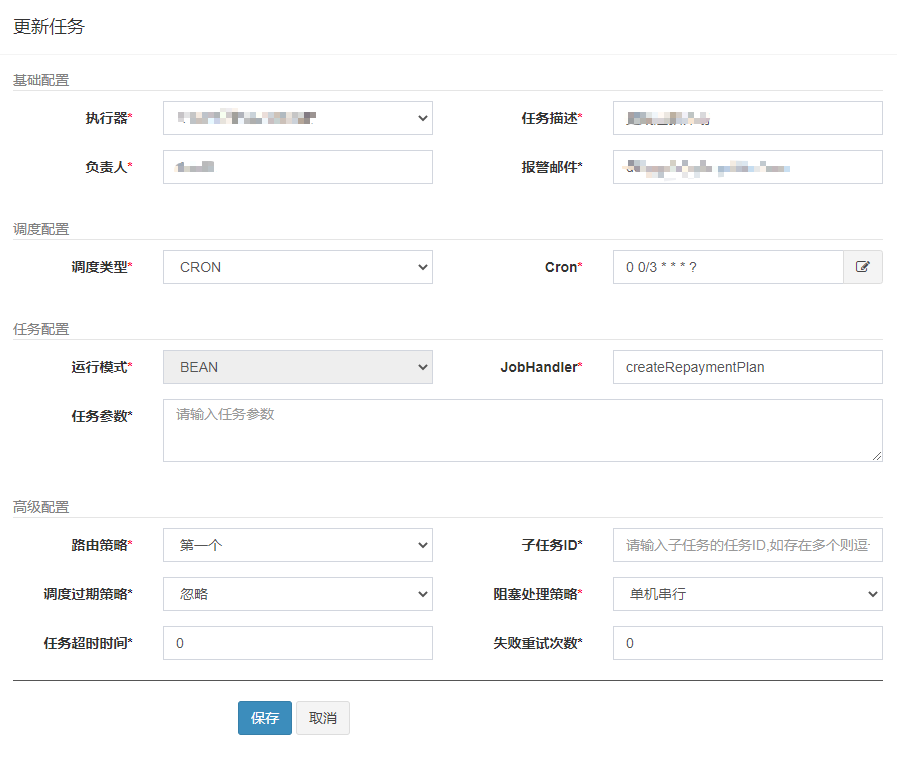 更新任务
基础配置
执行器* 任务描述*
负责人* 报警邮件*
调度配置
调度类型* CRON Cron* 0 0/3 * * * ?
任务配置
运行模式* BEAN JobHandler* createRepaymentPlan
任务参数* 请输入任务参数
高级配置
路由策略* 第一个 子任务ID* 请输入子任务的任务ID,如存在多个则逗
调度过期策略* 忽略 阻塞处理策略* 单机串行
任务超时时间* 0 失败重试次数* 0
保存 取消